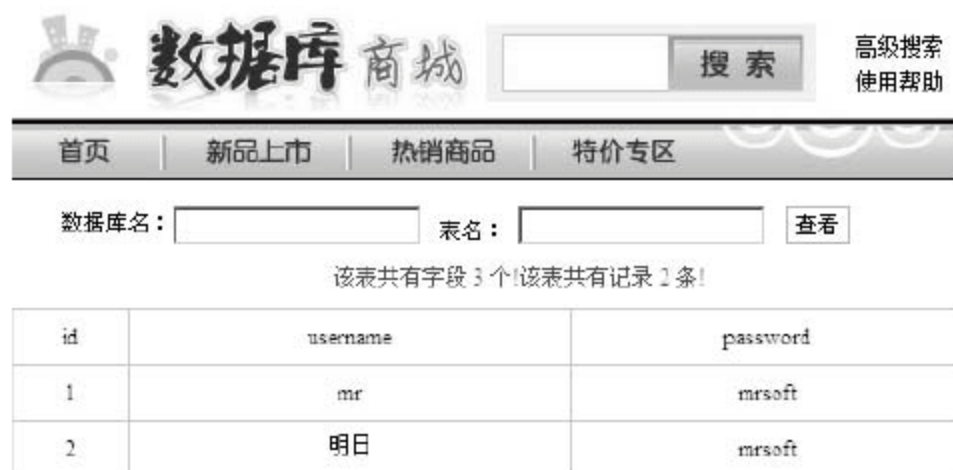 数据库 商城 搜索 高级搜索
使用帮助
首页 新品上市 热销商品 特价专区
数据库名： 表名： 查看
该表共有字段 3 个!该表共有记录 2 条!
id username password
1 mr mrsoft
2 明日 mrsoft